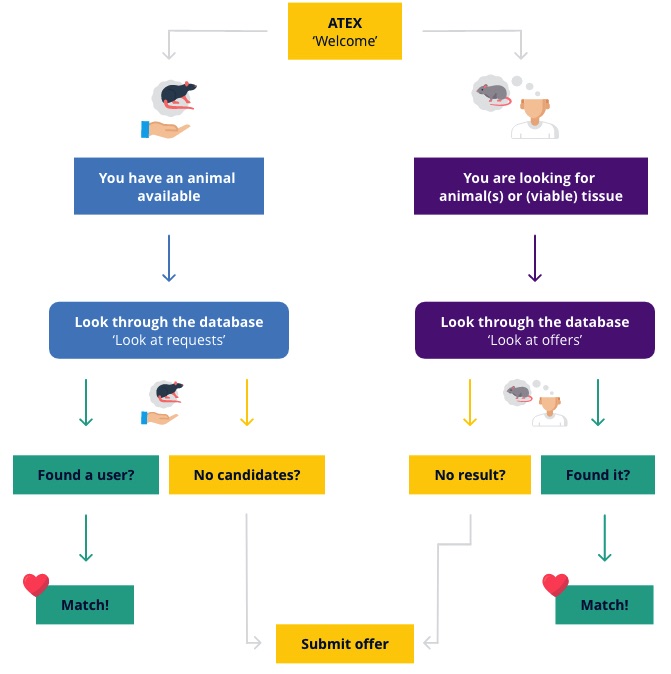 ATEX
‘Welcome’
You have an animal
available
You are looking for
animal(s) or (viable) tissue
Look through the database
‘Look at requests’
Look through the database
‘Look at offers’
Found a user?
No candidates?
No result?
Found it?
Match!
Match!
Submit offer